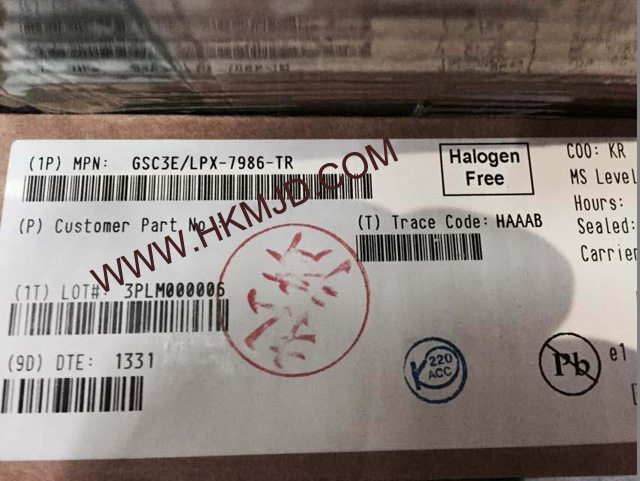 (1P) MPN: GSC3E/LPX-7986-TR
Halogen
Free
COO: KR
MS Level
Hours:
(P) Customer Part No.:
(T) Trace Code: HAAAB
Sealed:
Carrier
WWW.HKMJD.COM
(1T) LOT#: 3PLM000006
(9D) DTE: 1331
K 220
ACC
Pb
e1